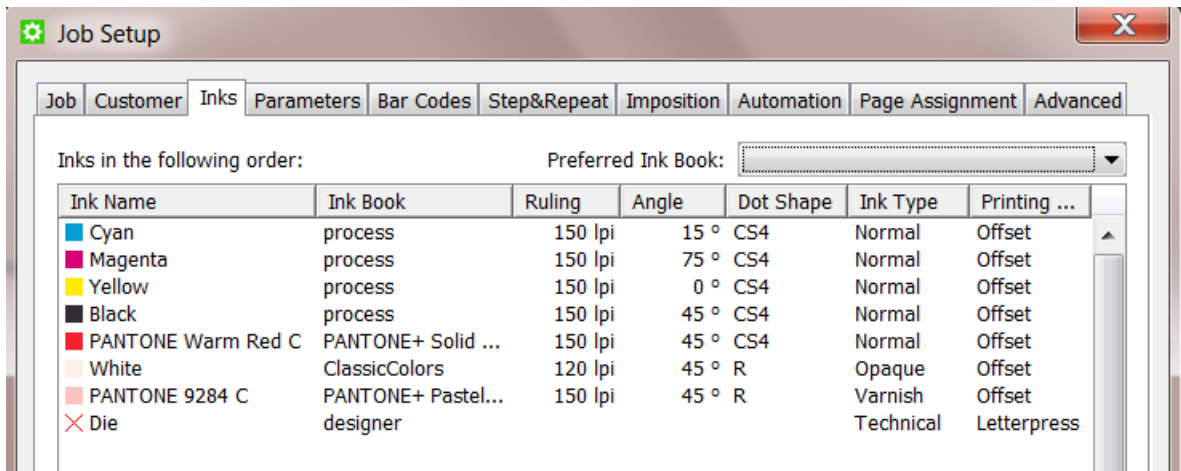 Job Setup
Job Customer Inks Parameters Bar Codes Step&Repeat Imposition Automation Page Assignment Advanced
Inks in the following order: Preferred Ink Book:
Ink Name Ink Book Ruling Angle Dot Shape Ink Type Printing ...
Cyan process 150 lpi 15 º CS4 Normal Offset
Magenta process 150 lpi 75 º CS4 Normal Offset
Yellow process 150 lpi 0 º CS4 Normal Offset
Black process 150 lpi 45 º CS4 Normal Offset
PANTONE Warm Red C PANTONE+ Solid ... 150 lpi 45 º CS4 Normal Offset
White ClassicColors 120 lpi 45 º R Opaque Offset
PANTONE 9284 C PANTONE+ Pastel... 150 lpi 45 º R Varnish Offset
Die designer Technical Letterpress